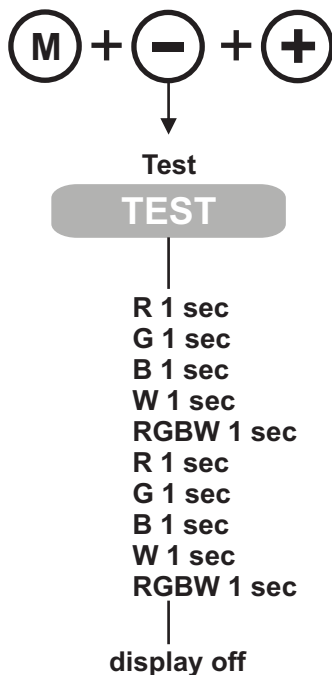 M + − + +
Test
TEST
R 1 sec
G 1 sec
B 1 sec
W 1 sec
RGBW 1 sec
R 1 sec
G 1 sec
B 1 sec
W 1 sec
RGBW 1 sec
display off